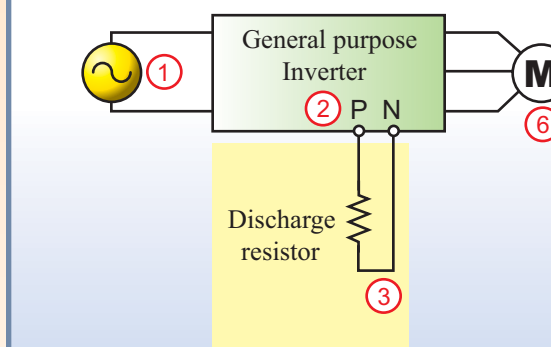 General purpose
Inverter
1
2 P N
M
6
Discharge
resistor
3